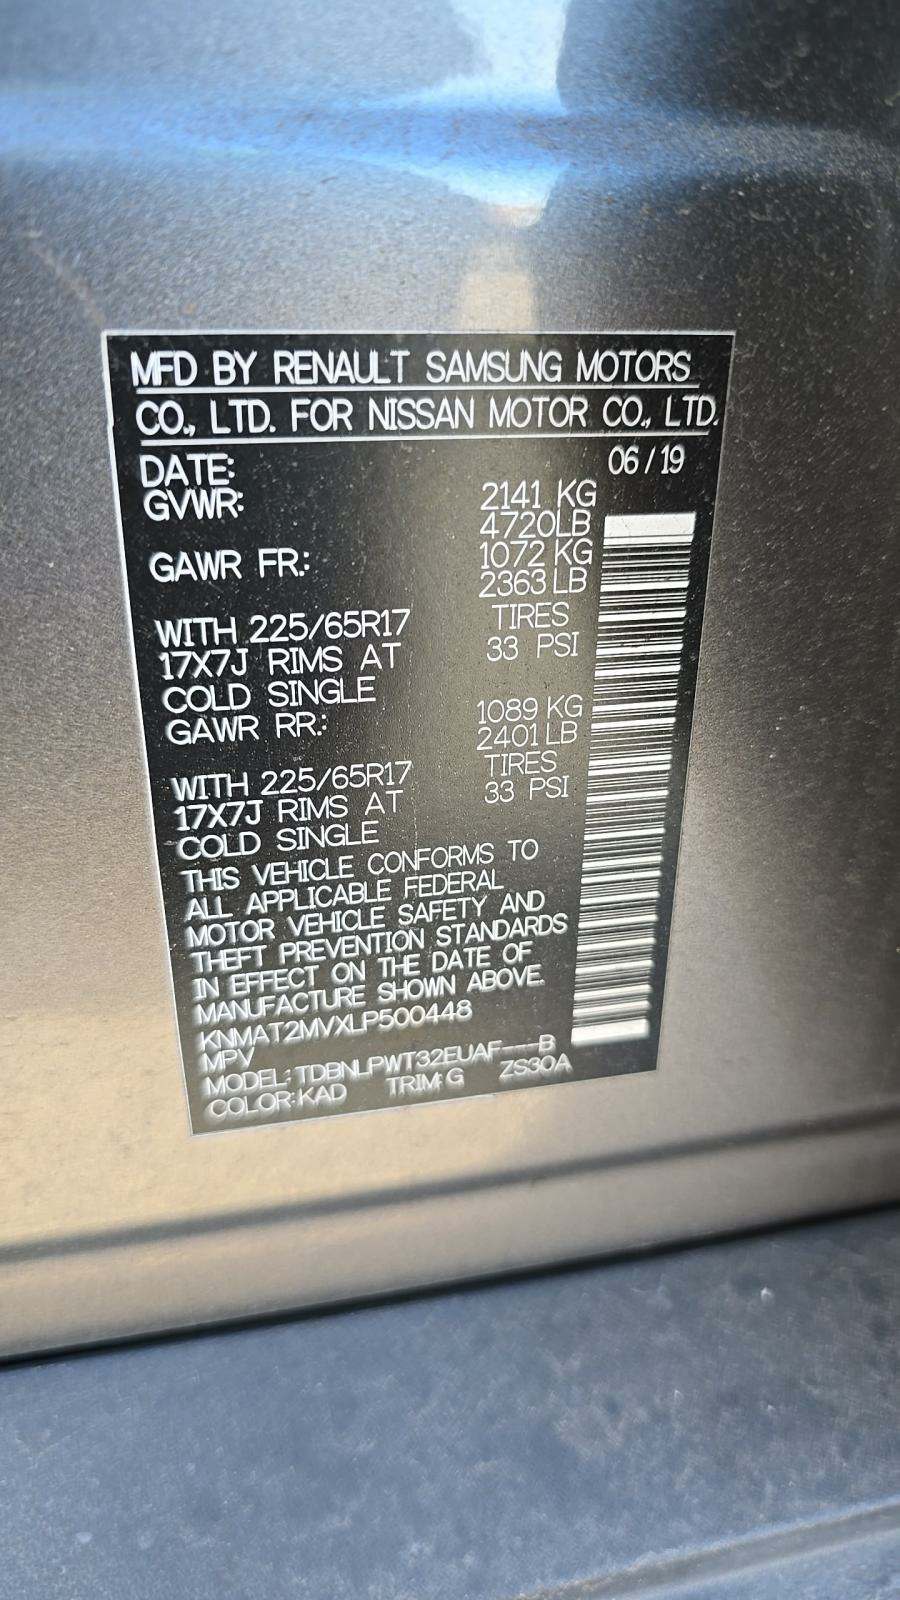 MFD BY RENAULT SAMSUNG MOTORS
CO., LTD. FOR NISSAN MOTOR CO., LTD.
DATE: 06 / 19
GVWR: 2141 KG
4720LB
GAWR FR.: 1072 KG
2363 LB
WITH 225/65R17 TIRES
17X7J RIMS AT 33 PSI
COLD SINGLE
GAWR RR.: 1089 KG
2401 LB
WITH 225/65R17 TIRES
17X7J RIMS AT 33 PSI
COLD SINGLE
THIS VEHICLE CONFORMS TO
ALL APPLICABLE FEDERAL
MOTOR VEHICLE SAFETY AND
THEFT PREVENTION STANDARDS
IN EFFECT ON THE DATE OF
MANUFACTURE SHOWN ABOVE.
KNMAT2MVXLP500448
MPV
MODEL: TDBNLPWT32EUAF---B
COLOR:KAD TRIM:G ZS30A